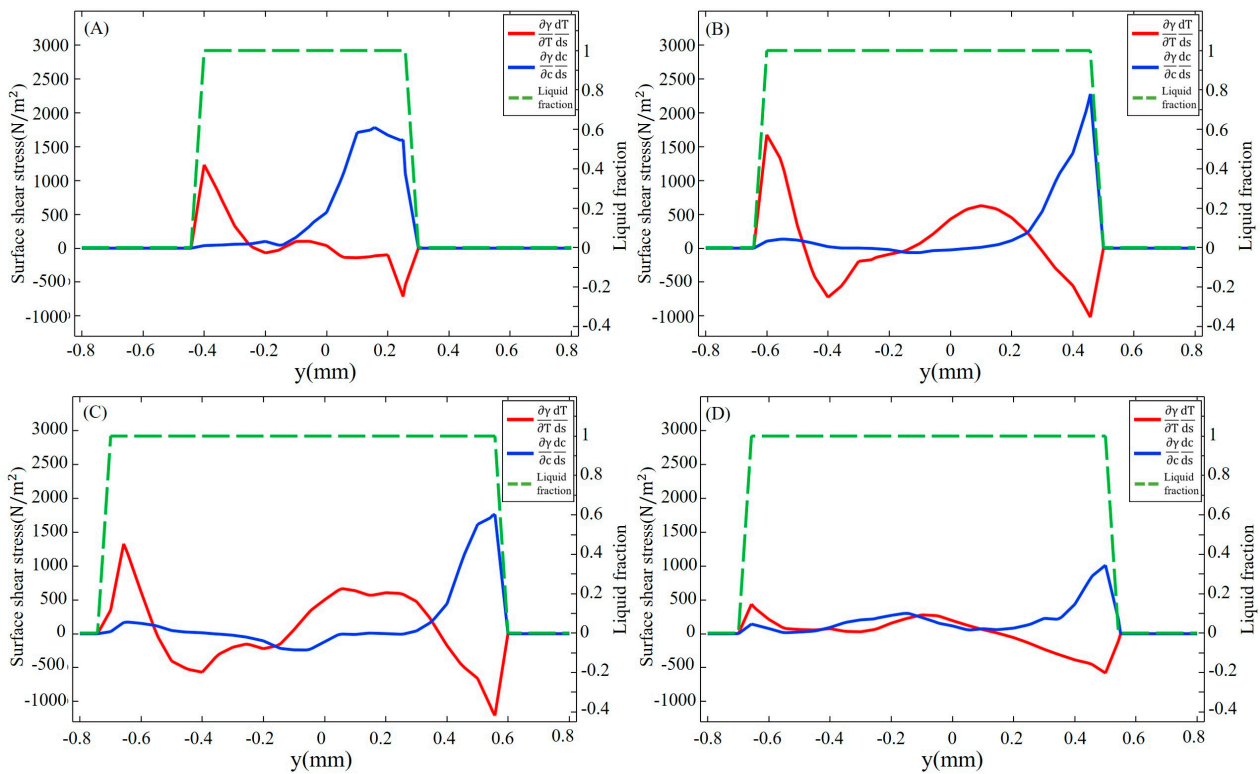 (A)
∂γ dT
∂T ds
∂γ dc
∂c ds
Liquid
fraction
Surface shear stress(N/m²)
3000
2500
2000
1500
1000
500
0
-500
-1000
1
0.8
0.6
0.4
0.2
0
-0.2
-0.4
Liquid fraction
-0.8 -0.6 -0.4 -0.2 0 0.2 0.4 0.6 0.8
y(mm)
(B)
∂γ dT
∂T ds
∂γ dc
∂c ds
Liquid
fraction
Surface shear stress(N/m²)
3000
2500
2000
1500
1000
500
0
-500
-1000
1
0.8
0.6
0.4
0.2
0
-0.2
-0.4
Liquid fraction
-0.8 -0.6 -0.4 -0.2 0 0.2 0.4 0.6 0.8
y(mm)
(C)
∂γ dT
∂T ds
∂γ dc
∂c ds
Liquid
fraction
Surface shear stress(N/m²)
3000
2500
2000
1500
1000
500
0
-500
-1000
1
0.8
0.6
0.4
0.2
0
-0.2
-0.4
Liquid fraction
-0.8 -0.6 -0.4 -0.2 0 0.2 0.4 0.6 0.8
y(mm)
(D)
∂γ dT
∂T ds
∂γ dc
∂c ds
Liquid
fraction
Surface shear stress(N/m²)
3000
2500
2000
1500
1000
500
0
-500
-1000
1
0.8
0.6
0.4
0.2
0
-0.2
-0.4
Liquid fraction
-0.8 -0.6 -0.4 -0.2 0 0.2 0.4 0.6 0.8
y(mm)